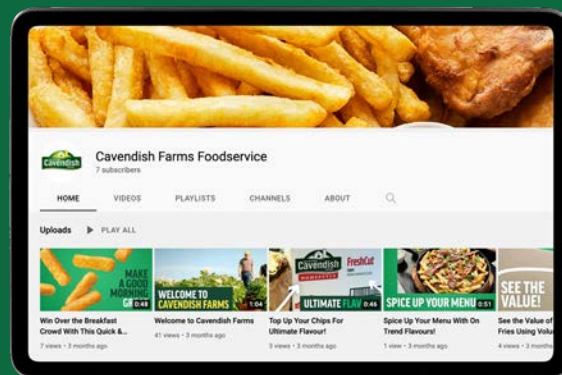 Cavendish
Cavendish Farms Foodservice
7 subscribers
HOME VIDEOS PLAYLISTS CHANNELS ABOUT
Uploads PLAY ALL
MAKE
A GOOD
MORNING
GR
0:48
WELCOME TO
CAVENDISH FARMS
1:04
Cavendish
FreshCut
ULTIMATE FLAV
0:46
SPICE UP YOUR MENU
0:51
SEE THE
VALUE!
Win Over the Breakfast
Crowd With This Quick &...
7 views • 3 months ago
Welcome to Cavendish Farms
41 views • 3 months ago
Top Up Your Chips For
Ultimate Flavour!
3 views • 3 months ago
Spice Up Your Menu With On
Trend Flavours!
1 view • 3 months ago
See the Value of
Fries Using Volu
4 views • 3 months